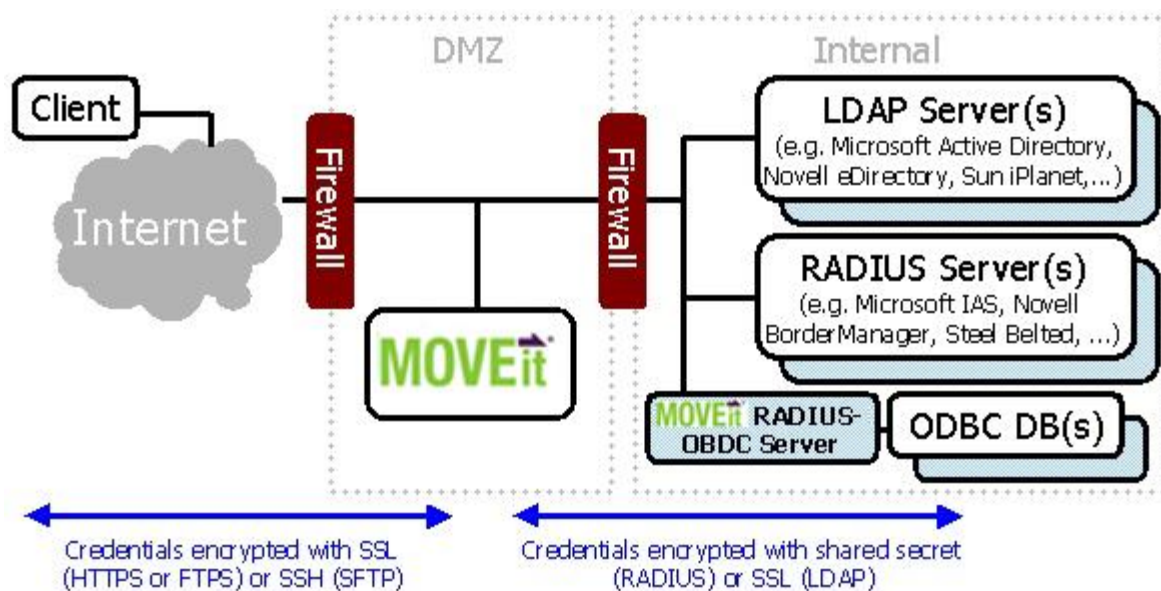 DMZ
Internal
Client
Internet
Firewall
Firewall
MOVEit
LDAP Server(s)
(e.g. Microsoft Active Directory,
Novell eDirectory, Sun iPlanet,...)
RADIUS Server(s)
(e.g. Microsoft IAS, Novell
BorderManager, Steel Belted, ...)
MOVEit RADIUS-
OBDC Server
ODBC DB(s)
Credentials encrypted with SSL
(HTTPS or FTPS) or SSH (SFTP)
Credentials encrypted with shared secret
(RADIUS) or SSL (LDAP)